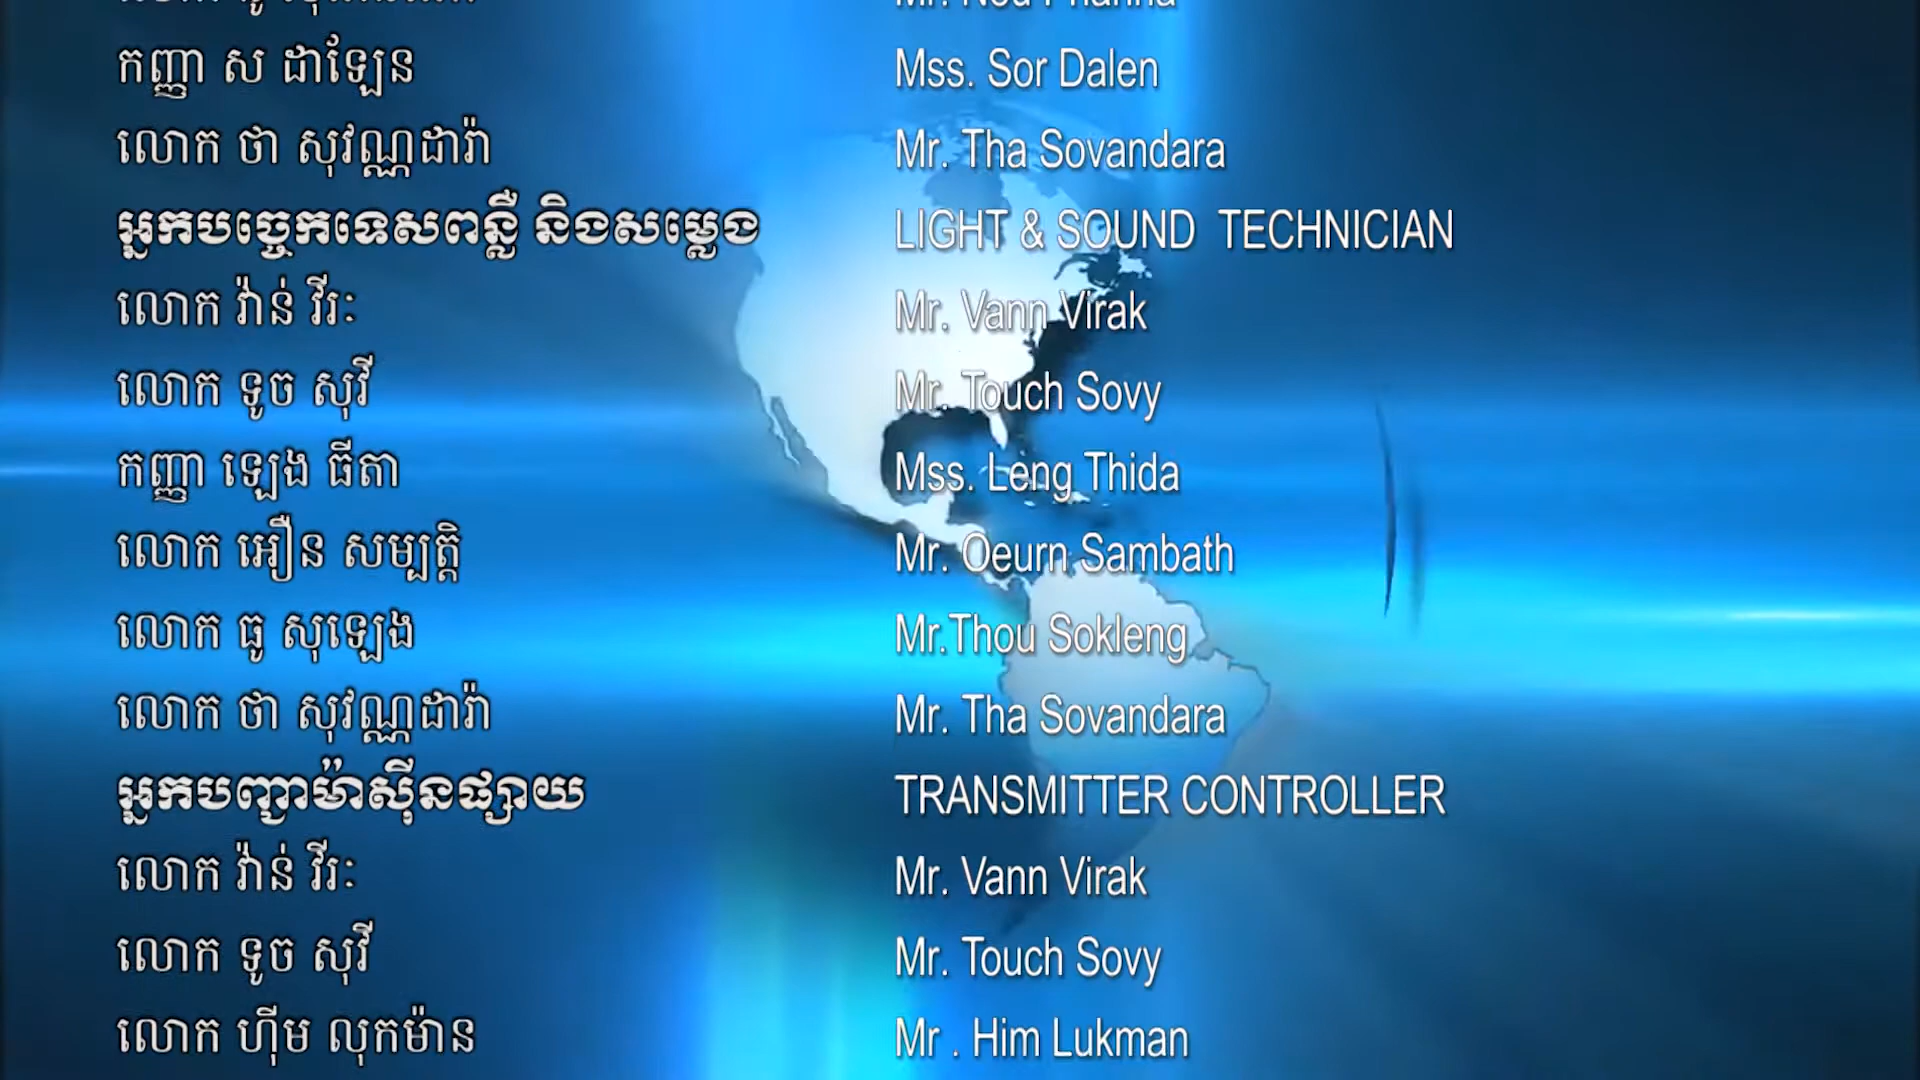 កញ្ញា ស ដាឡែន Mss. Sor Dalen
លោក ថា សុវណ្ណដារ៉ា Mr. Tha Sovandara
អ្នកបច្ចេកទេសពន្លឺ និងសម្លេង LIGHT & SOUND TECHNICIAN
លោក វ៉ាន់ វីរៈ Mr. Vann Virak
លោក ទូច សុវី Mr. Touch Sovy
កញ្ញា ឡេង ធីតា Mss. Leng Thida
លោក អឿន សម្បត្តិ Mr. Oeurn Sambath
លោក ធូ សុឡេង Mr.Thou Sokleng
លោក ថា សុវណ្ណដារ៉ា Mr. Tha Sovandara
អ្នកបញ្ជាម៉ាស៊ីនផ្សាយ TRANSMITTER CONTROLLER
លោក វ៉ាន់ វីរៈ Mr. Vann Virak
លោក ទូច សុវី Mr. Touch Sovy
លោក ហ៊ីម លុកម៉ាន Mr . Him Lukman